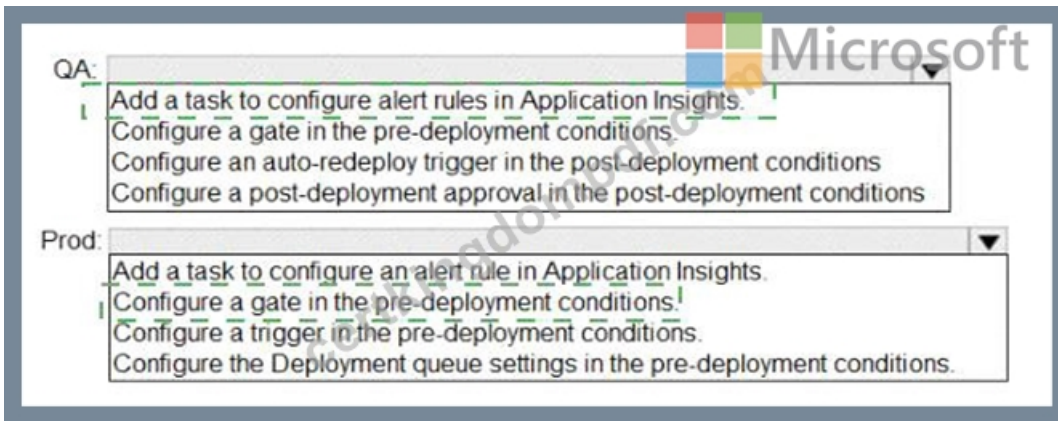 Microsoft
QA:
Add a task to configure alert rules in Application Insights.
Configure a gate in the pre-deployment conditions.
Configure an auto-redeploy trigger in the post-deployment conditions
Configure a post-deployment approval in the post-deployment conditions
Prod:
Add a task to configure an alert rule in Application Insights.
Configure a gate in the pre-deployment conditions.
Configure a trigger in the pre-deployment conditions.
Configure the Deployment queue settings in the pre-deployment conditions.
certkingdompdf.com